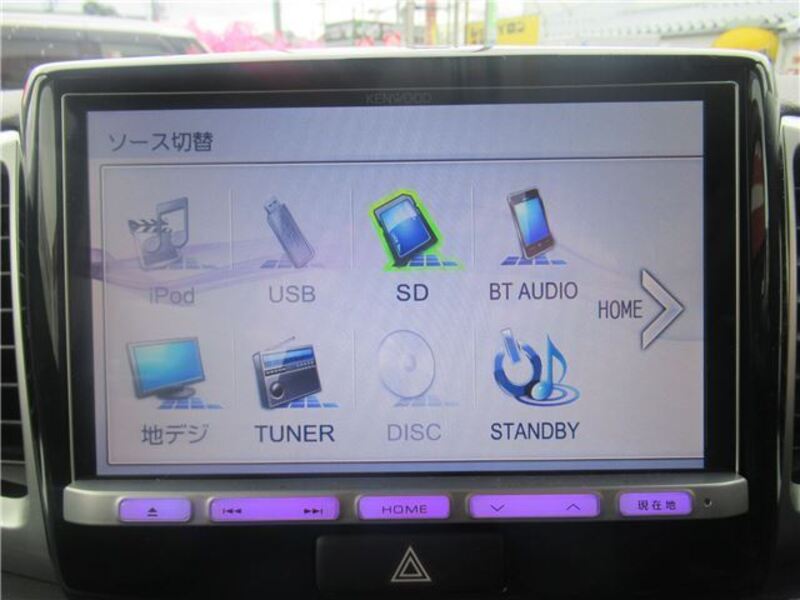 KENWOOD
ソース切替
iPod
USB
SD
BT AUDIO
HOME
地デジ
TUNER
DISC
STANDBY
HOME
現在地